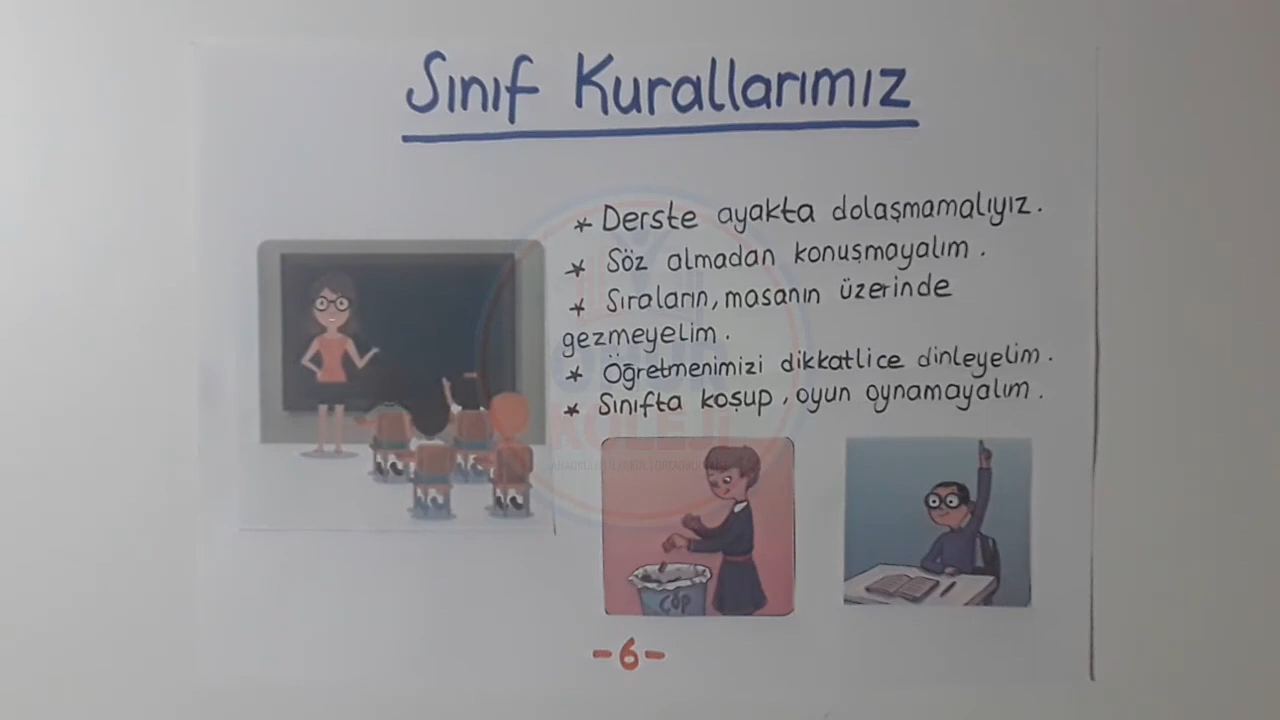 Sınıf Kurallarımız
* Derste ayakta dolaşmamalıyız.
* Söz almadan konuşmayalım.
* Sıraların, masanın üzerinde
gezmeyelim.
* Öğretmenimizi dikkatlice dinleyelim.
* Sınıfta koşup, oyun oynamayalım.
KOLEJİ
ÇÖP
-6-